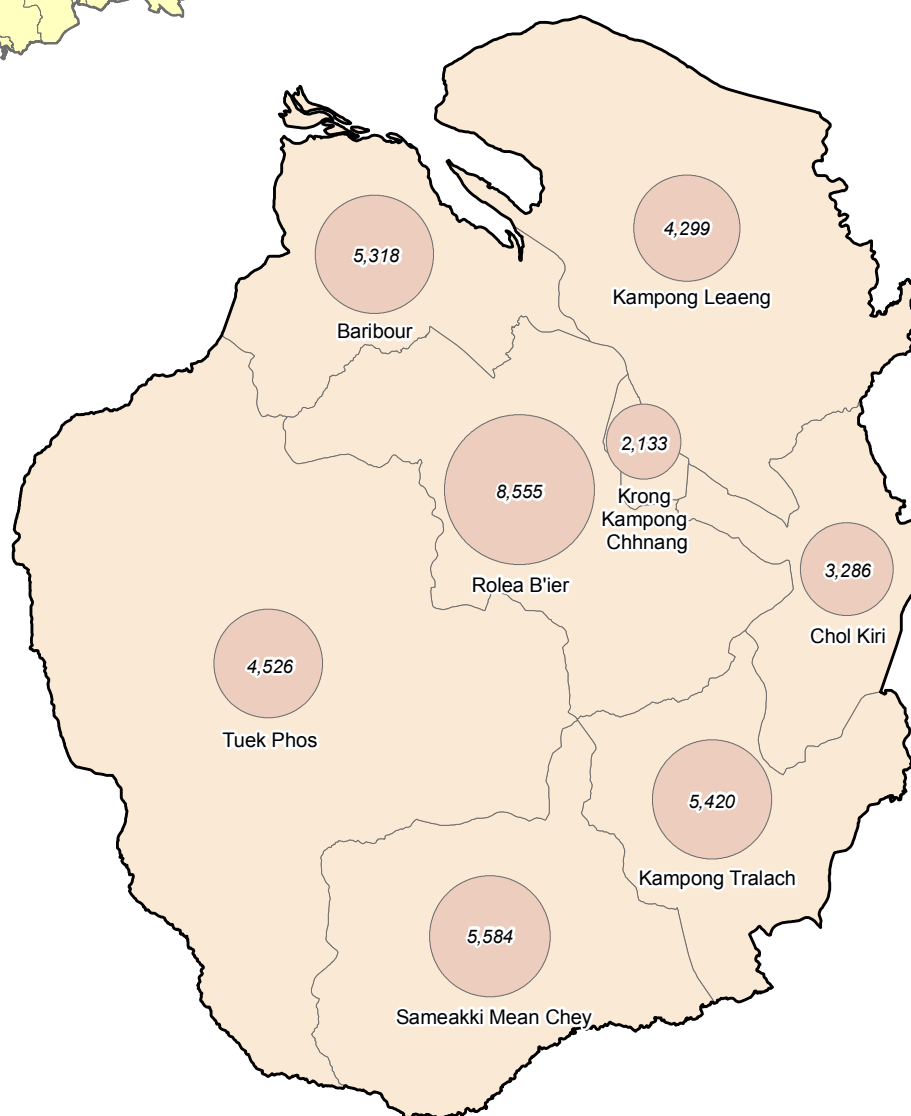 4,299
Kampong Leaeng
5,318
Baribour
2,133
Krong
Kampong
Chhnang
8,555
Rolea B'ier
3,286
Chol Kiri
4,526
Tuek Phos
5,420
Kampong Tralach
5,584
Sameakki Mean Chey